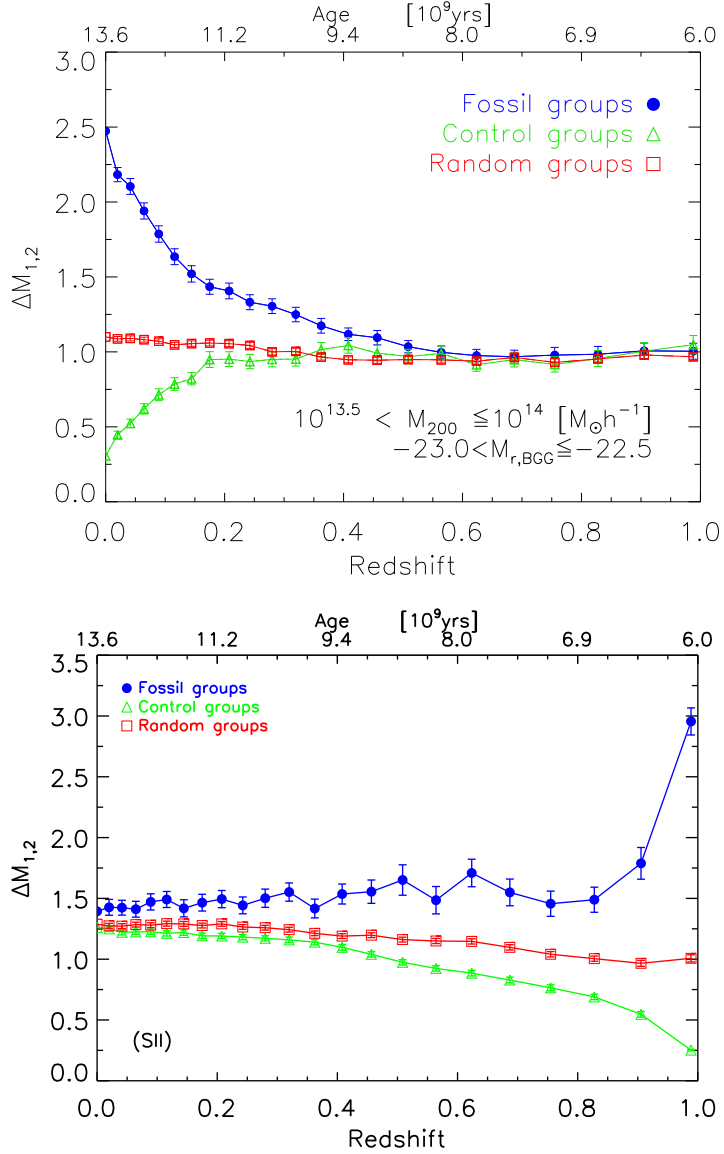 Age [10⁹yrs]
13.6 11.2 9.4 8.0 6.9 6.0
3.0
Fossil groups
2.5
Control groups
Random groups
2.0
ΔM₁,₂
1.5
1.0
10¹³·⁵ < M₂₀₀ ≦10¹⁴ [M⊙h⁻¹]
0.5
−23.0<M_r,BGG≦−22.5
0.0
0.0 0.2 0.4 0.6 0.8 1.0
Redshift
Age [10⁹yrs]
13.6 11.2 9.4 8.0 6.9 6.0
3.5
Fossil groups
Control groups
3.0
Random groups
2.5
2.0
ΔM₁,₂
1.5
1.0
0.5
(SII)
0.0
0.0 0.2 0.4 0.6 0.8 1.0
Redshift